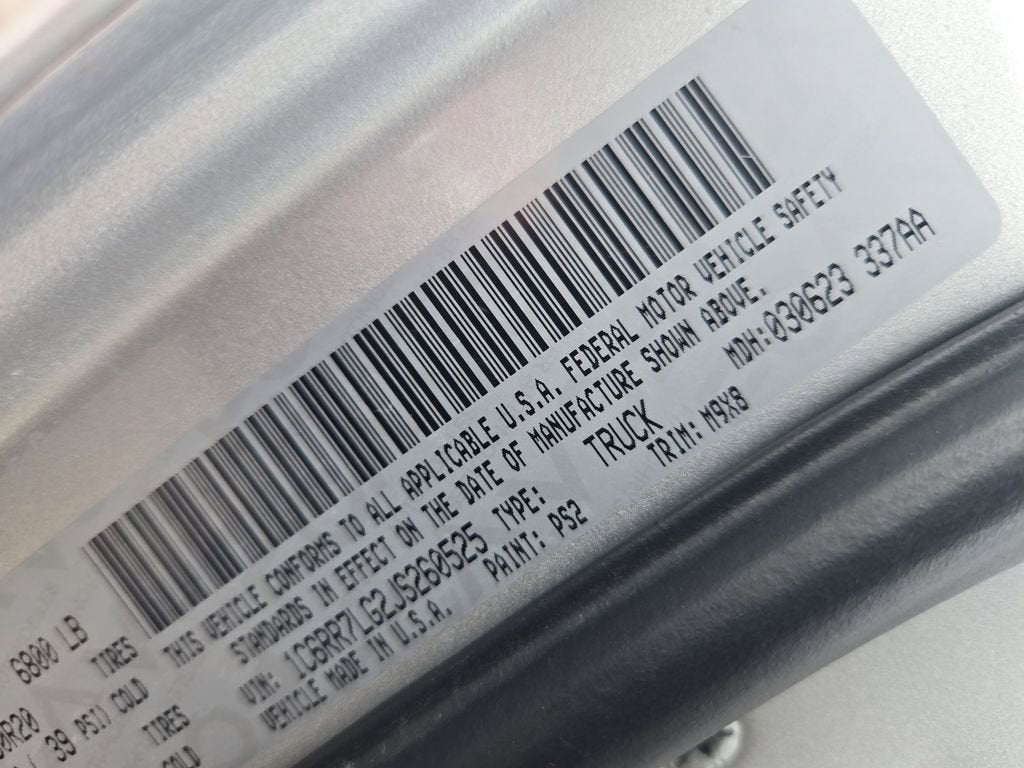 6800 LB
0R20 TIRES
/ 39 PSI) COLD
TIRES
COLD
THIS VEHICLE CONFORMS TO ALL APPLICABLE U.S.A. FEDERAL MOTOR VEHICLE SAFETY
STANDARDS IN EFFECT ON THE DATE OF MANUFACTURE SHOWN ABOVE.
MDH:030623 337AA
VIN: 1C6RR7LG2JS260525 TYPE: TRUCK
VEHICLE MADE IN U.S.A. PAINT: PS2 TRIM: M9X8